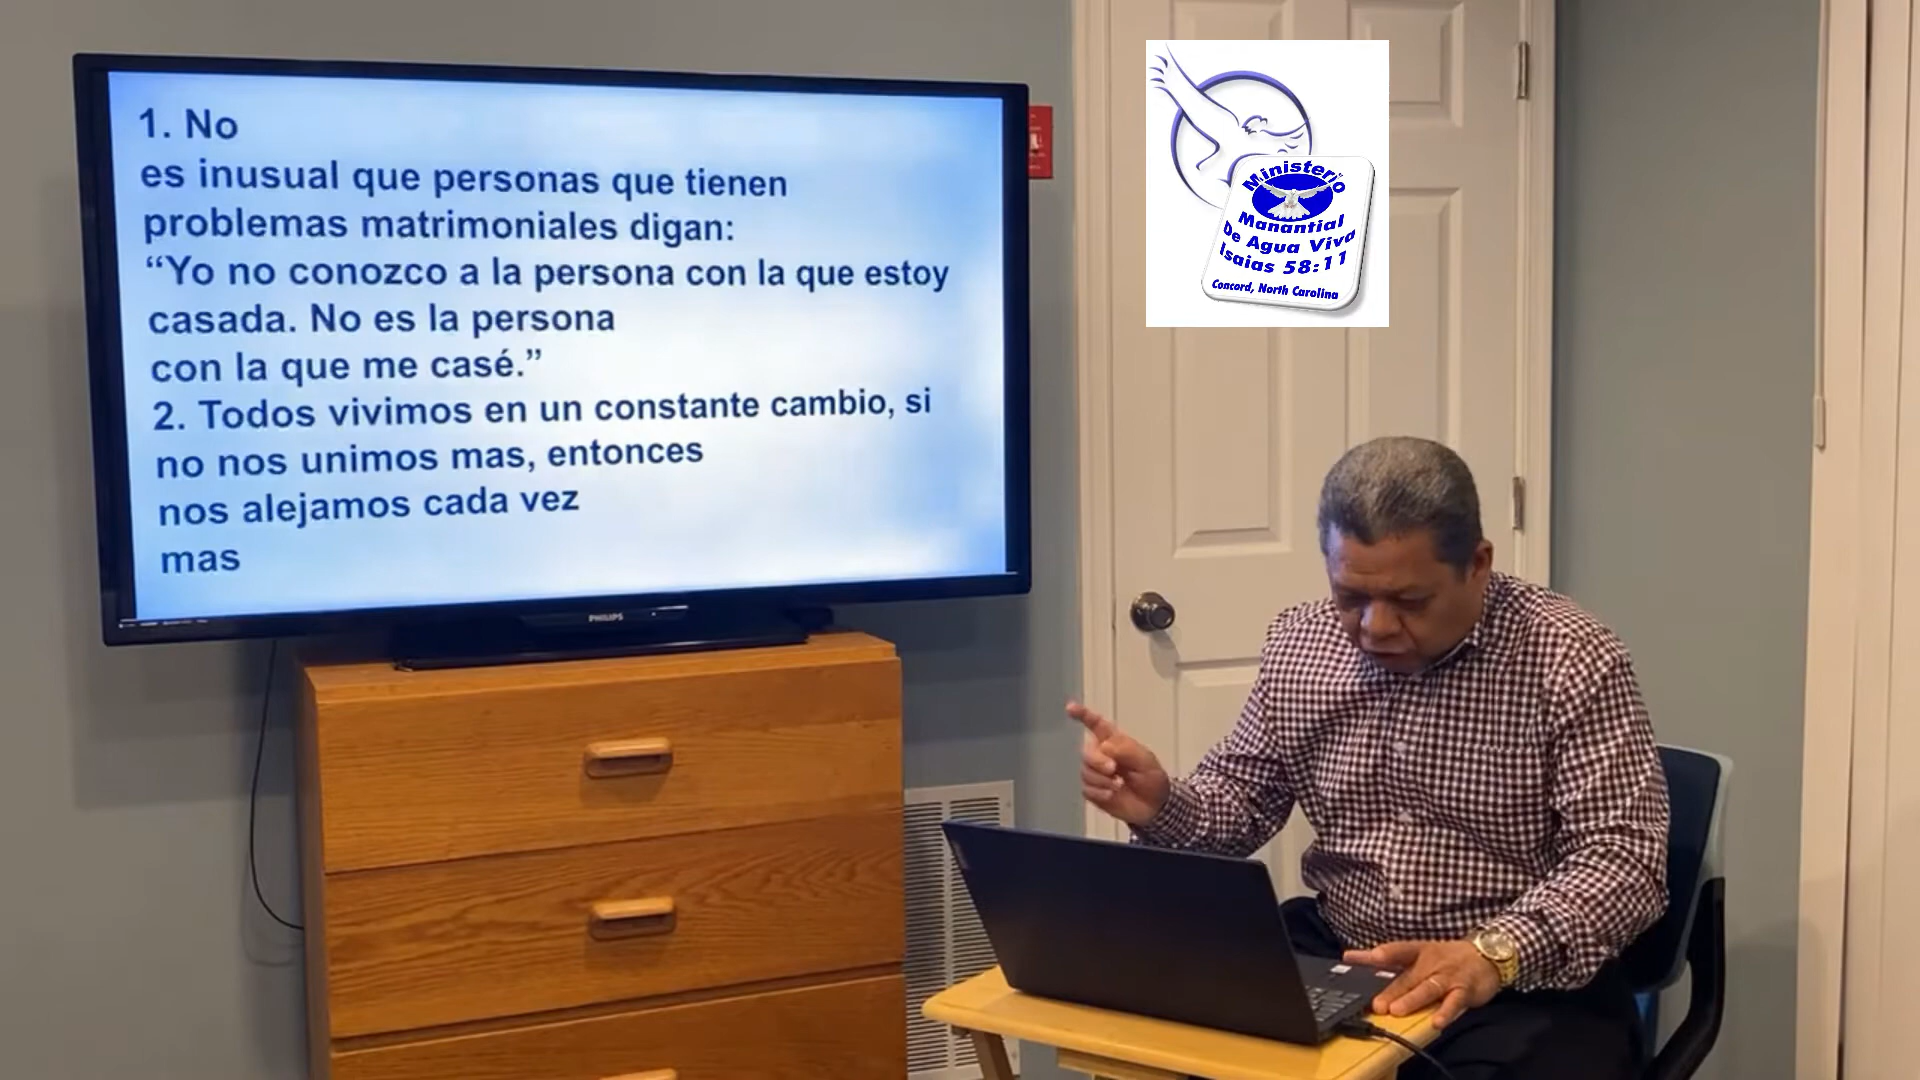 1. No
es inusual que personas que tienen
problemas matrimoniales digan:
“Yo no conozco a la persona con la que estoy
casada. No es la persona
con la que me casé.”
2. Todos vivimos en un constante cambio, si
no nos unimos mas, entonces
nos alejamos cada vez
mas
PHILIPS
Ministerio
Manantial
De Agua Viva
Isaias 58:11
Concord, North Carolina